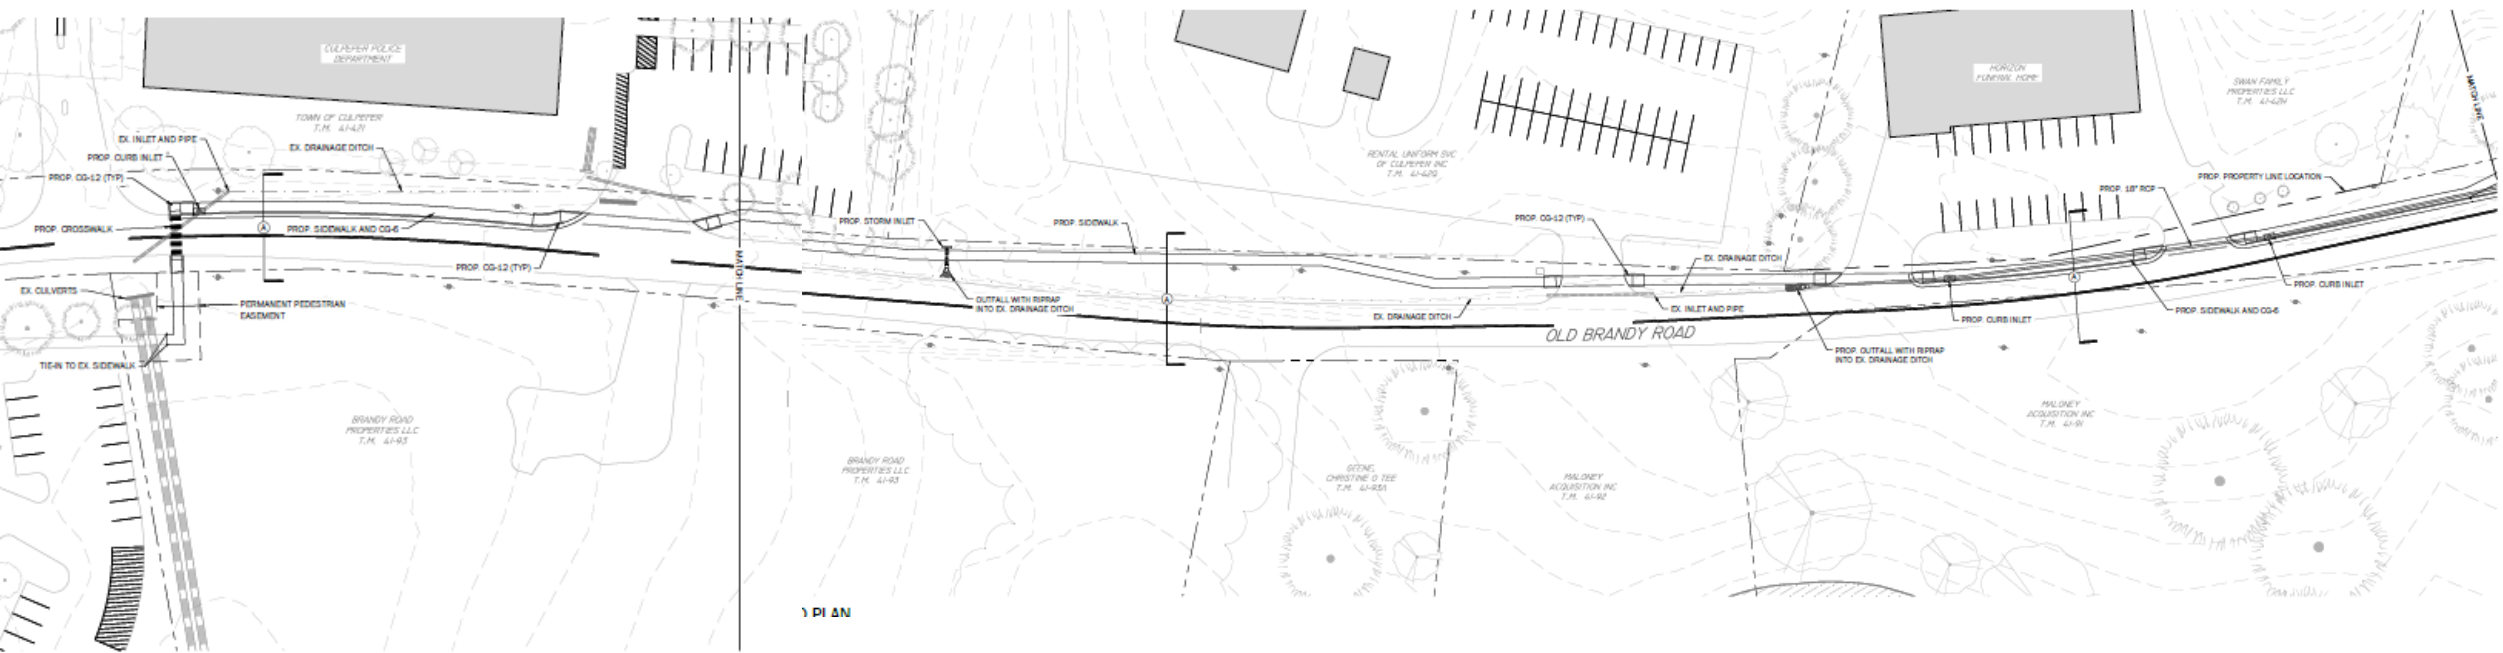 CULPEPER POLICE
DEPARTMENT
TOWN OF CULPEPER
T.M. 41-42I
EX. INLET AND PIPE
PROP. CURB INLET
EX. DRAINAGE DITCH
PROP. CG-12 (TYP)
A
PROP. CROSSWALK
PROP. SIDEWALK AND CG-6
PROP. CG-12 (TYP)
EX. CULVERTS
PERMANENT PEDESTRIAN
EASEMENT
TIE-IN TO EX. SIDEWALK
BRANDY ROAD
PROPERTIES LLC
T.M. 41-93
MATCH LINE
PROP. STORM INLET
PROP. SIDEWALK
OUTFALL WITH RIPRAP
INTO EX. DRAINAGE DITCH
A
RENTAL UNIFORM SVC
OF CULPEPER INC
T.M. 41-42G
PROP. CG-12 (TYP)
EX. DRAINAGE DITCH
EX. DRAINAGE DITCH
EX. INLET AND PIPE
OLD BRANDY ROAD
HORIZON
FUNERAL HOME
SWAN FAMILY
PROPERTIES LLC
T.M. 41-42H
MATCH LINE
PROP. PROPERTY LINE LOCATION
PROP. 18" RCP
A
PROP. CURB INLET
PROP. SIDEWALK AND CG-6
PROP. CURB INLET
PROP. OUTFALL WITH RIPRAP
INTO EX. DRAINAGE DITCH
BRANDY ROAD
PROPERTIES LLC
T.M. 41-93
CHRISTINE D TEE
T.M. 41-93A
MALONEY
ACQUISITION INC
T.M. 41-92
MALONEY
ACQUISITION INC
T.M. 41-91
PLAN